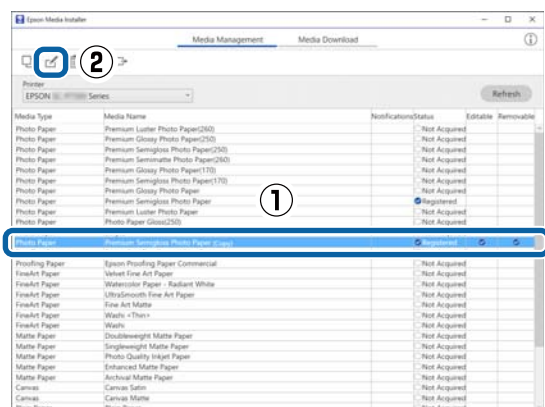 Epson Media Installer
Media Management Media Download
②
Printer
EPSON Series
Refresh
Media Type Media Name Notifications Status Editable Removable
Photo Paper Premium Luster Photo Paper(260) Not Acquired
Photo Paper Premium Glossy Photo Paper(250) Not Acquired
Photo Paper Premium Semigloss Photo Paper(250) Not Acquired
Photo Paper Premium Semimatte Photo Paper(260) Not Acquired
Photo Paper Premium Glossy Photo Paper(170) Not Acquired
Photo Paper Premium Semigloss Photo Paper(170) Not Acquired
Photo Paper Premium Glossy Photo Paper Not Acquired
Photo Paper Premium Semigloss Photo Paper Registered
Photo Paper Premium Luster Photo Paper Not Acquired
Photo Paper Photo Paper Gloss(250) Not Acquired
①
Photo Paper Premium Semigloss Photo Paper (Copy) Registered
Proofing Paper Epson Proofing Paper Commercial Not Acquired
FineArt Paper Velvet Fine Art Paper Not Acquired
FineArt Paper Watercolor Paper - Radiant White Not Acquired
FineArt Paper UltraSmooth Fine Art Paper Not Acquired
FineArt Paper Fine Art Matte Not Acquired
FineArt Paper Washi <Thin> Not Acquired
FineArt Paper Washi Not Acquired
Matte Paper Doubleweight Matte Paper Not Acquired
Matte Paper Singleweight Matte Paper Not Acquired
Matte Paper Photo Quality Inkjet Paper Not Acquired
Matte Paper Enhanced Matte Paper Not Acquired
Matte Paper Archival Matte Paper Not Acquired
Canvas Canvas Satin Not Acquired
Canvas Canvas Matte Not Acquired